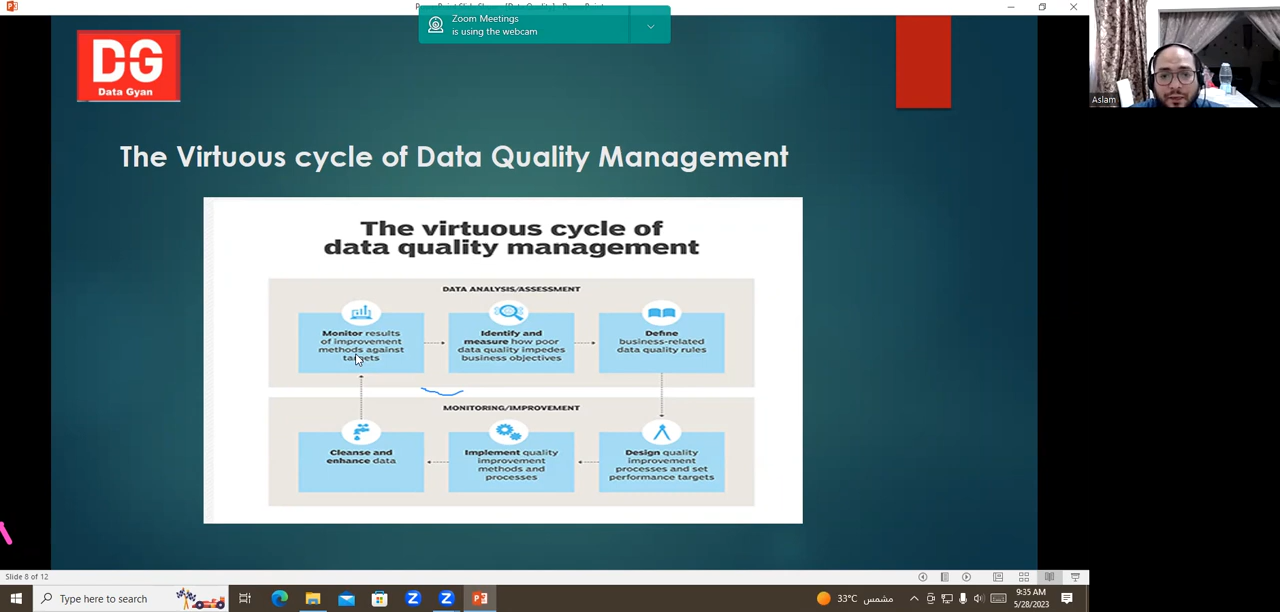 Zoom Meetings
is using the webcam
DG
Data Gyan
Aslam
The Virtuous cycle of Data Quality Management
The virtuous cycle of
data quality management
DATA ANALYSIS/ASSESSMENT
Monitor results
of improvement
methods against
targets
Identify and
measure how poor
data quality impedes
business objectives
Define
business-related
data quality rules
MONITORING/IMPROVEMENT
Cleanse and
enhance data
Implement quality
improvement
methods and
processes
Design quality
improvement
processes and set
performance targets
Slide 8 of 12
Type here to search
33°C مشمس
9:35 AM
5/28/2023